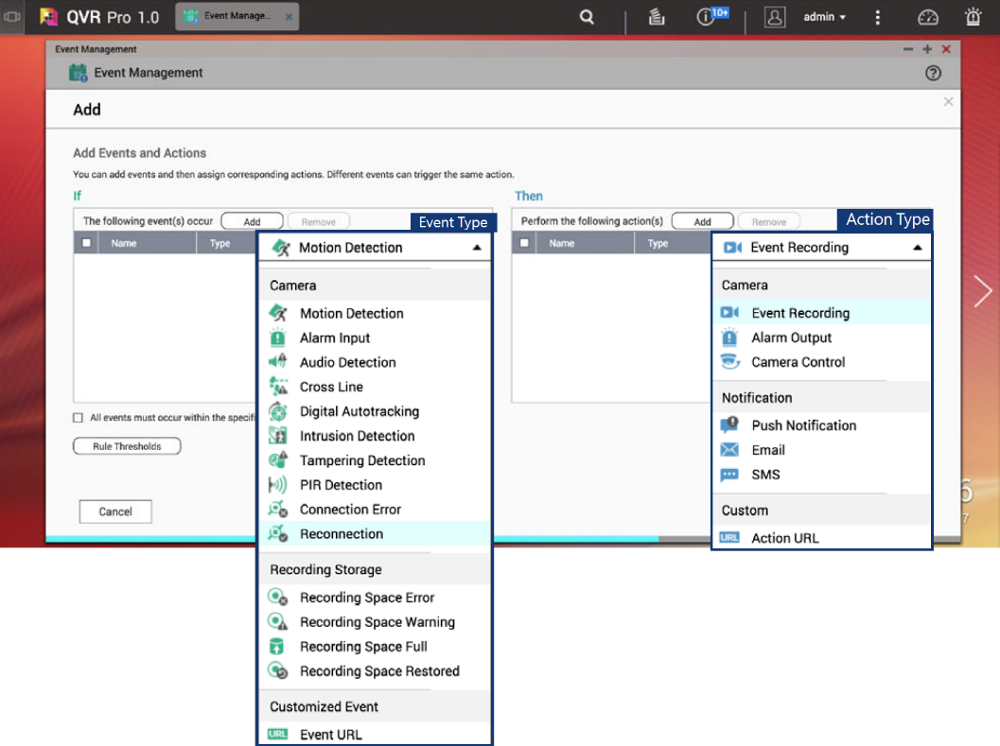 QVR Pro 1.0
Event Manage...
10+
admin
Event Management
Event Management
Add
Add Events and Actions
You can add events and then assign corresponding actions. Different events can trigger the same action.
If
The following event(s) occur
Add
Remove
Name
Type
Event Type
Motion Detection
Camera
Motion Detection
Alarm Input
Audio Detection
Cross Line
Digital Autotracking
Intrusion Detection
Tampering Detection
PIR Detection
Connection Error
Reconnection
Recording Storage
Recording Space Error
Recording Space Warning
Recording Space Full
Recording Space Restored
Customized Event
URL Event URL
All events must occur within the specifi
Rule Thresholds
Cancel
Then
Perform the following action(s)
Add
Remove
Name
Type
Action Type
Event Recording
Camera
Event Recording
Alarm Output
Camera Control
Notification
Push Notification
Email
SMS
Custom
URL Action URL
6
7